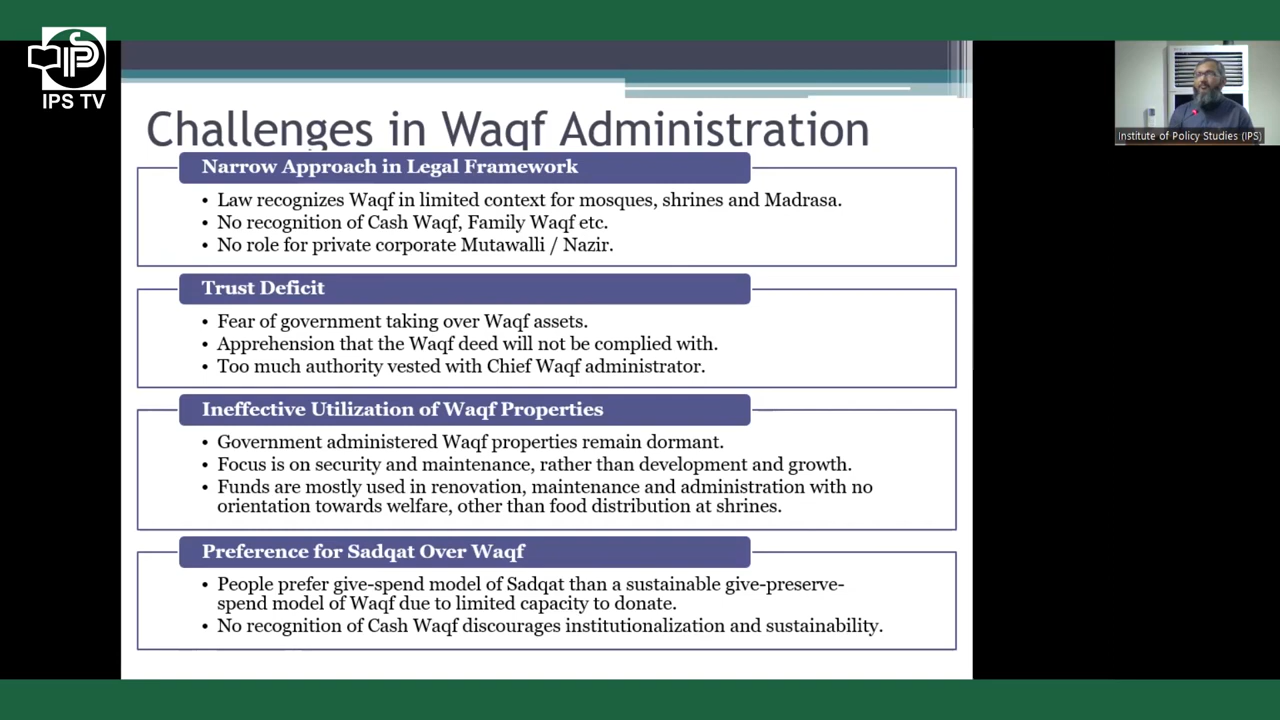 IPS
IPS TV
Institute of Policy Studies (IPS)
Challenges in Waqf Administration
Narrow Approach in Legal Framework
• Law recognizes Waqf in limited context for mosques, shrines and Madrasa.
• No recognition of Cash Waqf, Family Waqf etc.
• No role for private corporate Mutawalli / Nazir.
Trust Deficit
• Fear of government taking over Waqf assets.
• Apprehension that the Waqf deed will not be complied with.
• Too much authority vested with Chief Waqf administrator.
Ineffective Utilization of Waqf Properties
• Government administered Waqf properties remain dormant.
• Focus is on security and maintenance, rather than development and growth.
• Funds are mostly used in renovation, maintenance and administration with no
orientation towards welfare, other than food distribution at shrines.
Preference for Sadqat Over Waqf
• People prefer give-spend model of Sadqat than a sustainable give-preserve-
spend model of Waqf due to limited capacity to donate.
• No recognition of Cash Waqf discourages institutionalization and sustainability.